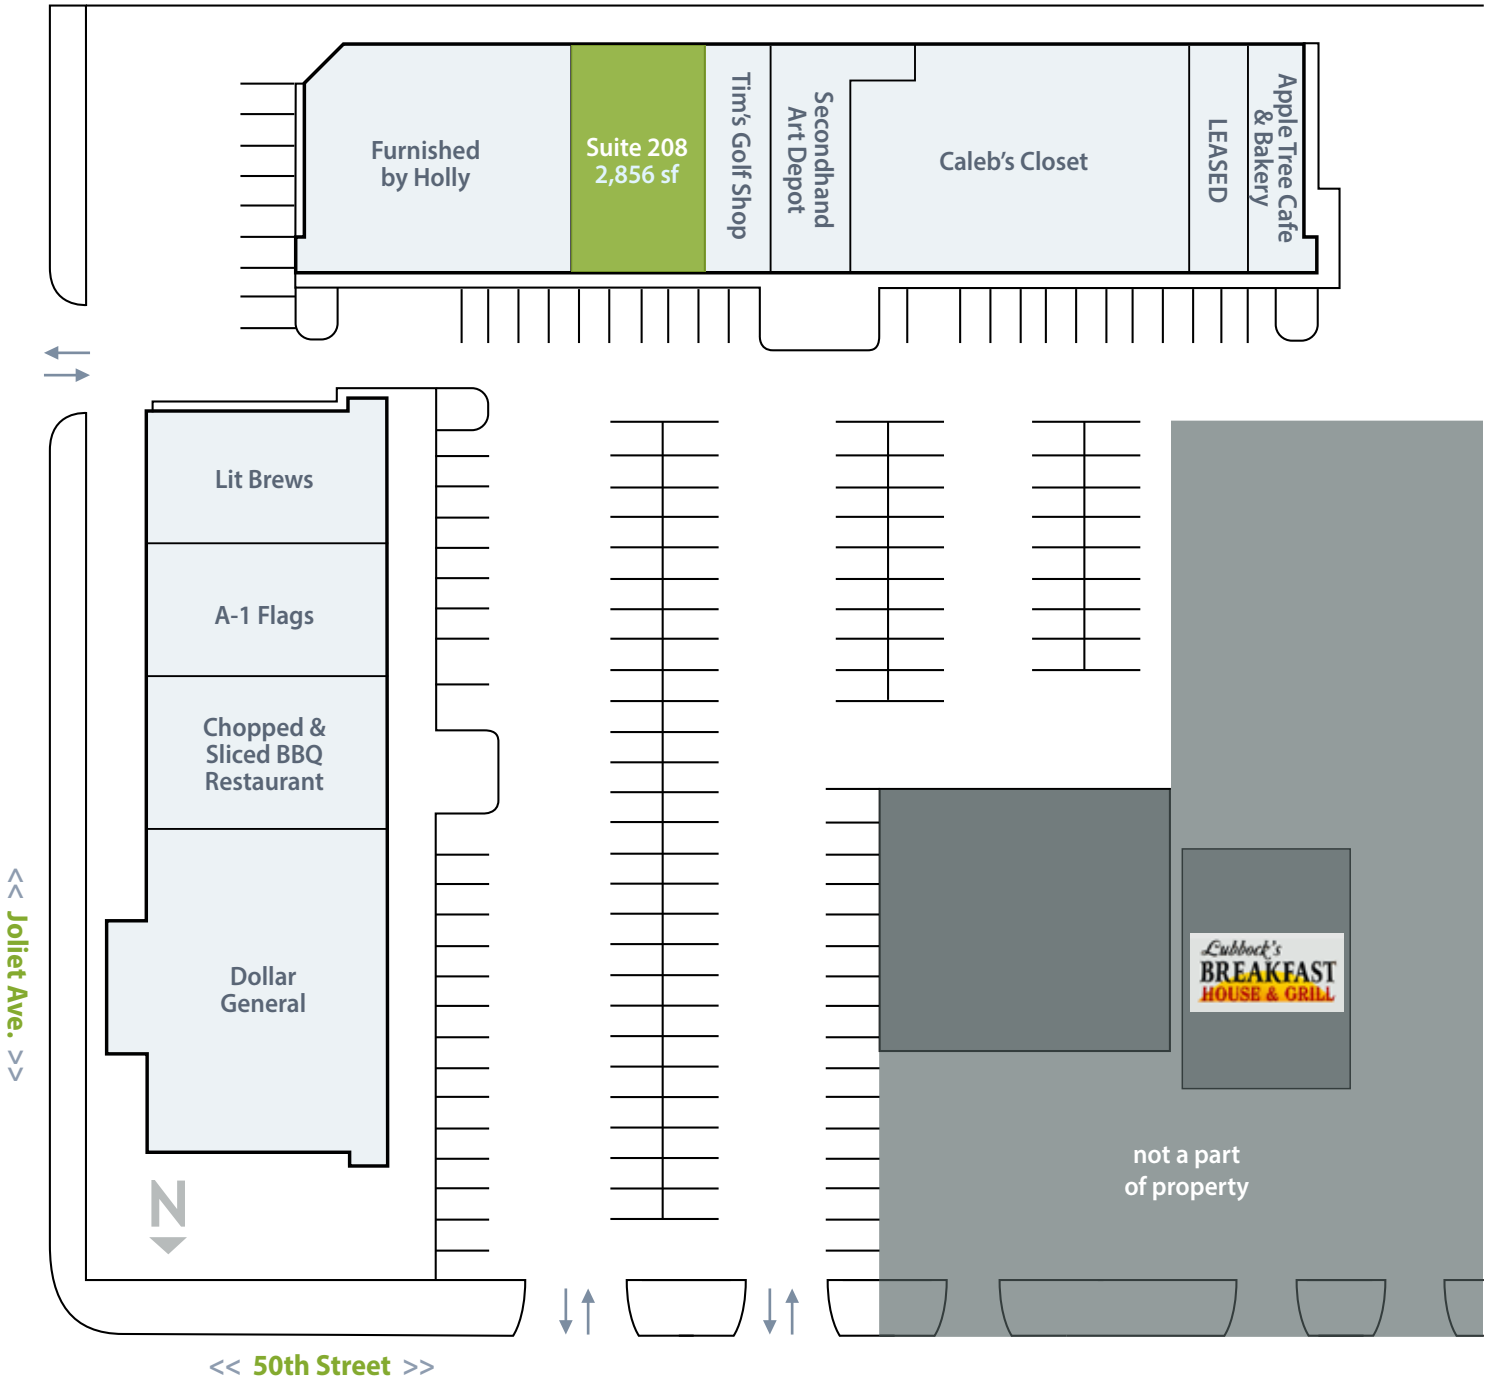 Furnished
by Holly
Suite 208
2,856 sf
Tim's Golf Shop
Secondhand
Art Depot
Caleb's Closet
LEASED
Apple Tree Cafe
& Bakery
Lit Brews
A-1 Flags
Chopped &
Sliced BBQ
Restaurant
Dollar
General
<< Joliet Ave. >>
Lubbock's
BREAKFAST
HOUSE & GRILL
not a part
of property
N
<< 50th Street >>